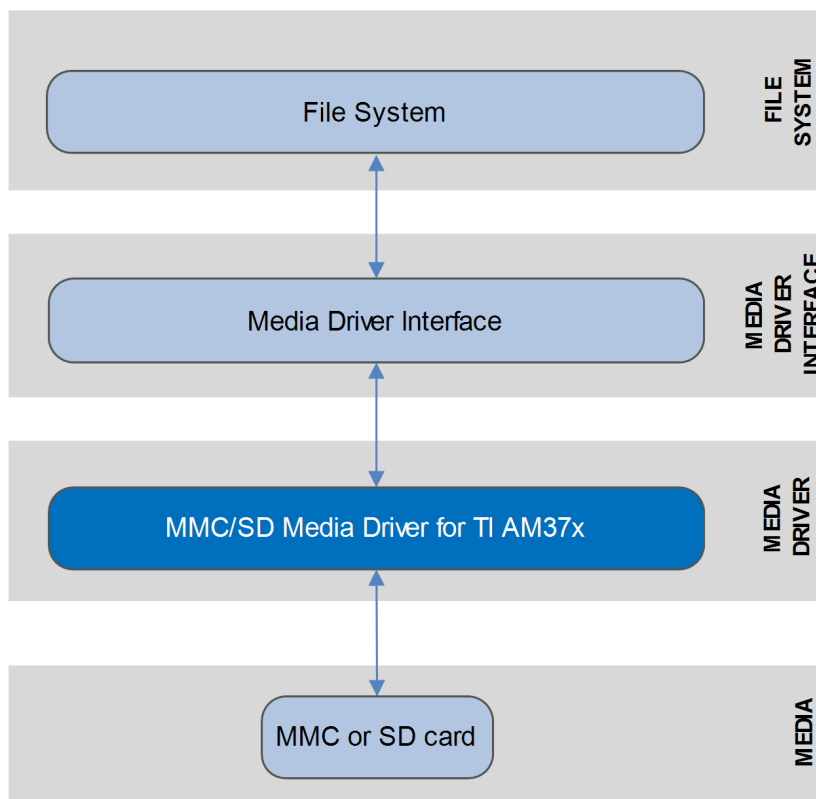 File System
FILE
SYSTEM
Media Driver Interface
MEDIA
DRIVER
INTERFACE
MMC/SD Media Driver for TI AM37x
MEDIA
DRIVER
MMC or SD card
MEDIA